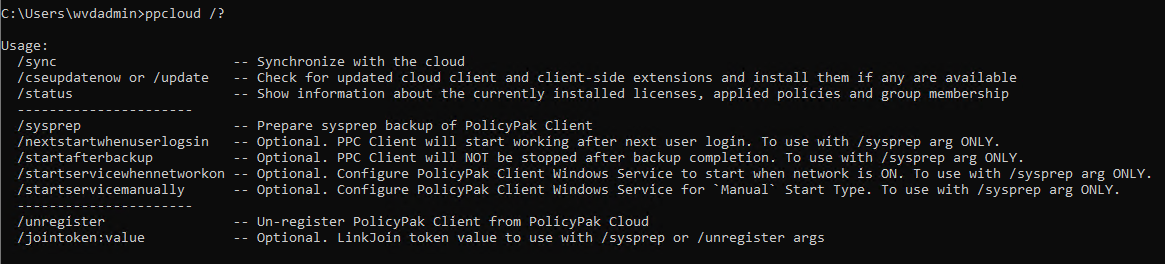 C:\Users\wvdadmin>ppcloud /?
Usage:
/sync -- Synchronize with the cloud
/cseupdatenow or /update -- Check for updated cloud client and client-side extensions and install them if any are available
/status -- Show information about the currently installed licenses, applied policies and group membership
----------------------
/sysprep -- Prepare sysprep backup of PolicyPak Client
/nextstartwhenuserlogsin -- Optional. PPC Client will start working after next user login. To use with /sysprep arg ONLY.
/startafterbackup -- Optional. PPC Client will NOT be stopped after backup completion. To use with /sysprep arg ONLY.
/startservicewhennetworkon -- Optional. Configure PolicyPak Client Windows Service to start when network is ON. To use with /sysprep arg ONLY.
/startservicemanually -- Optional. Configure PolicyPak Client Windows Service for `Manual` Start Type. To use with /sysprep arg ONLY.
----------------------
/unregister -- Un-register PolicyPak Client from PolicyPak Cloud
/jointoken:value -- Optional. LinkJoin token value to use with /sysprep or /unregister args